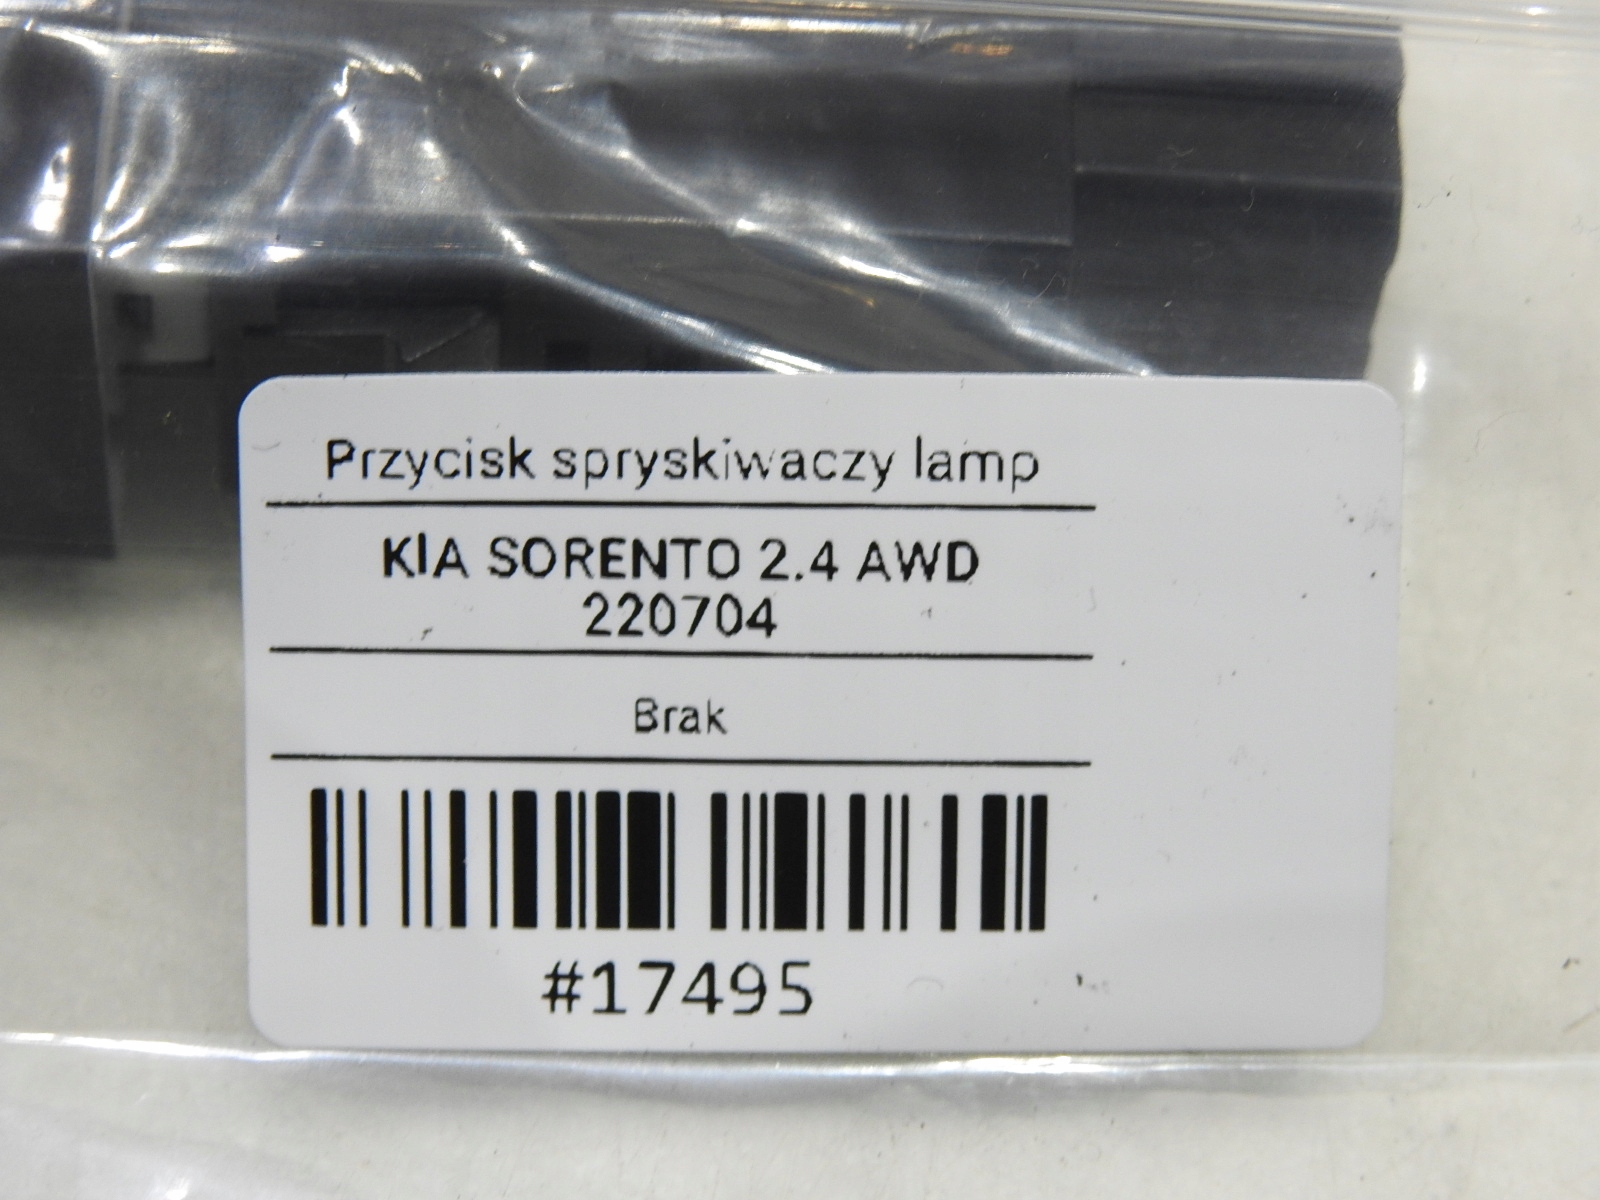 Przycisk spryskiwaczy lamp
KIA SORENTO 2.4 AWD
220704
Brak
#17495